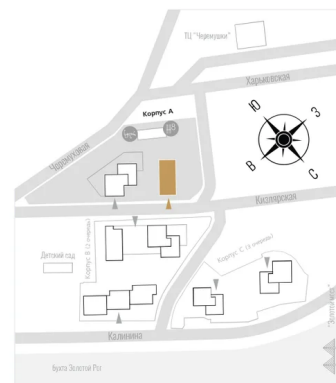 ТЦ "Черемушки"
Харьковская
Корпус А
Черемуховая
Ю
З
В
С
Кизлярская
Корпус В (2 очередь)
Корпус С (3 очередь)
Детский сад
Калинина
бухта Золотой Рог